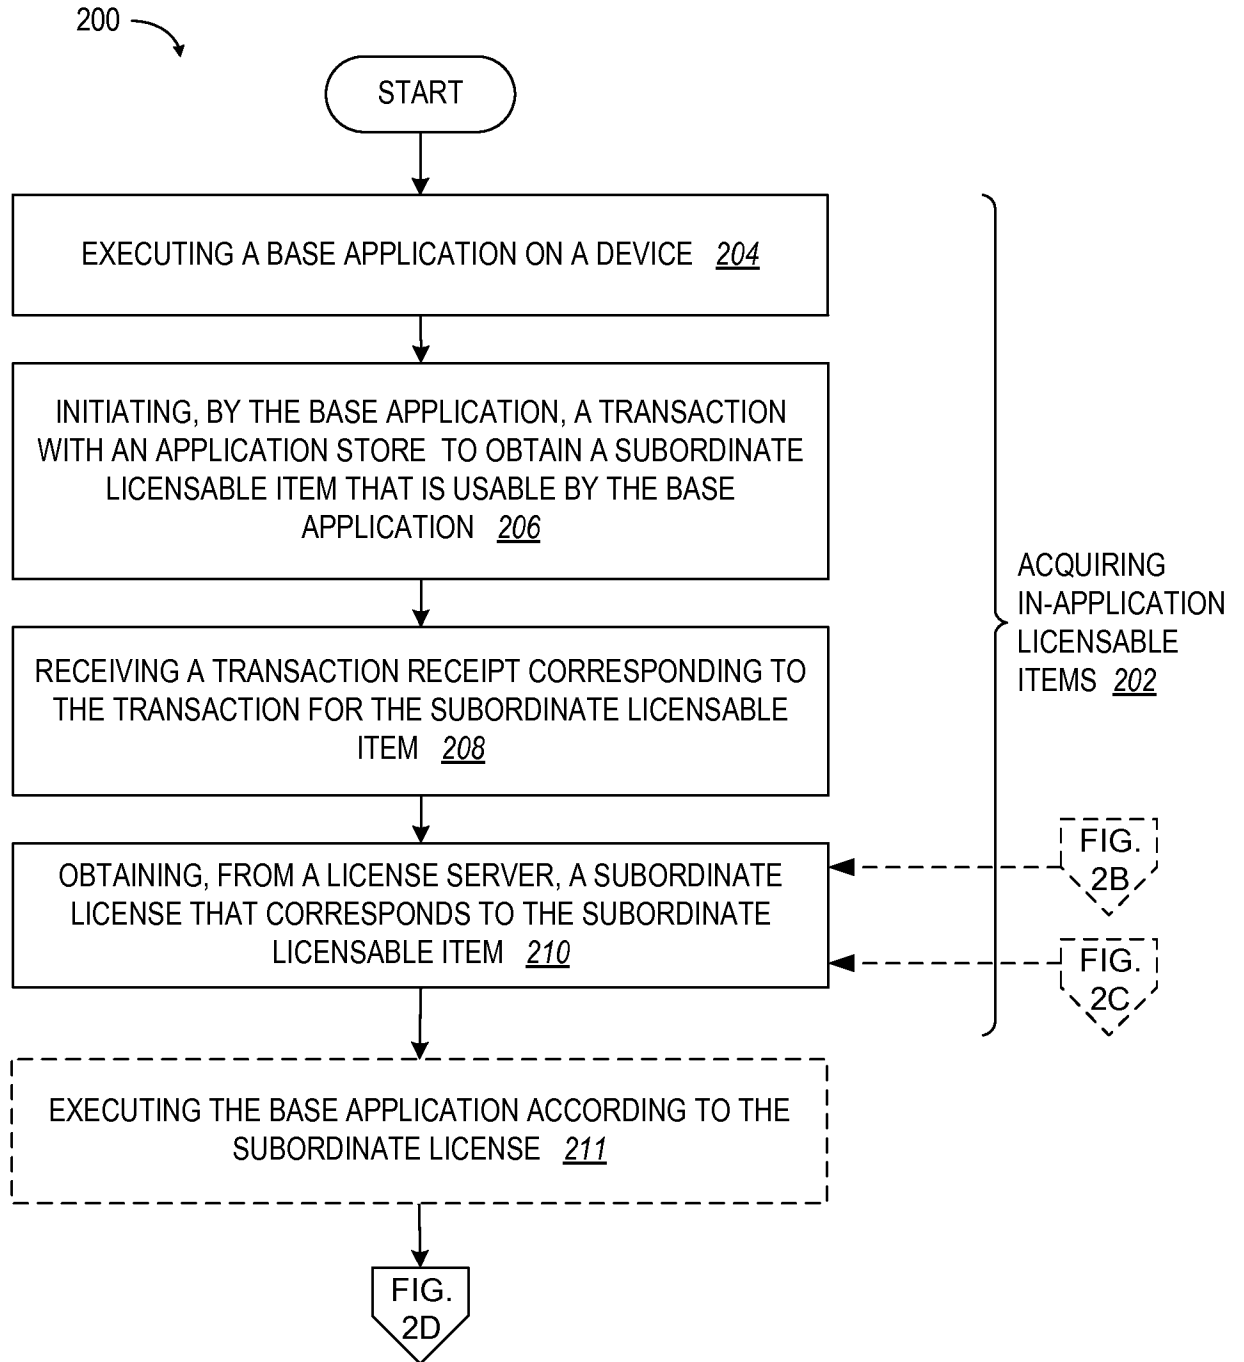 200
START
EXECUTING A BASE APPLICATION ON A DEVICE 204
INITIATING, BY THE BASE APPLICATION, A TRANSACTION
WITH AN APPLICATION STORE TO OBTAIN A SUBORDINATE
LICENSABLE ITEM THAT IS USABLE BY THE BASE
APPLICATION 206
RECEIVING A TRANSACTION RECEIPT CORRESPONDING TO
THE TRANSACTION FOR THE SUBORDINATE LICENSABLE
ITEM 208
OBTAINING, FROM A LICENSE SERVER, A SUBORDINATE
LICENSE THAT CORRESPONDS TO THE SUBORDINATE
LICENSABLE ITEM 210
ACQUIRING
IN-APPLICATION
LICENSABLE
ITEMS 202
FIG.
2B
FIG.
2C
EXECUTING THE BASE APPLICATION ACCORDING TO THE
SUBORDINATE LICENSE 211
FIG.
2D